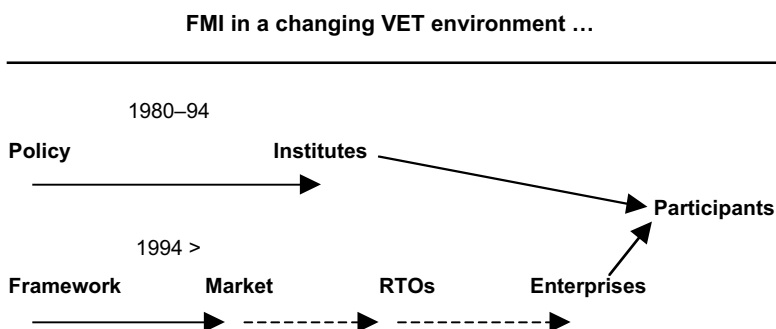 FMI in a changing VET environment …
1980–94
Policy Institutes
Participants
1994 >
Framework Market RTOs Enterprises